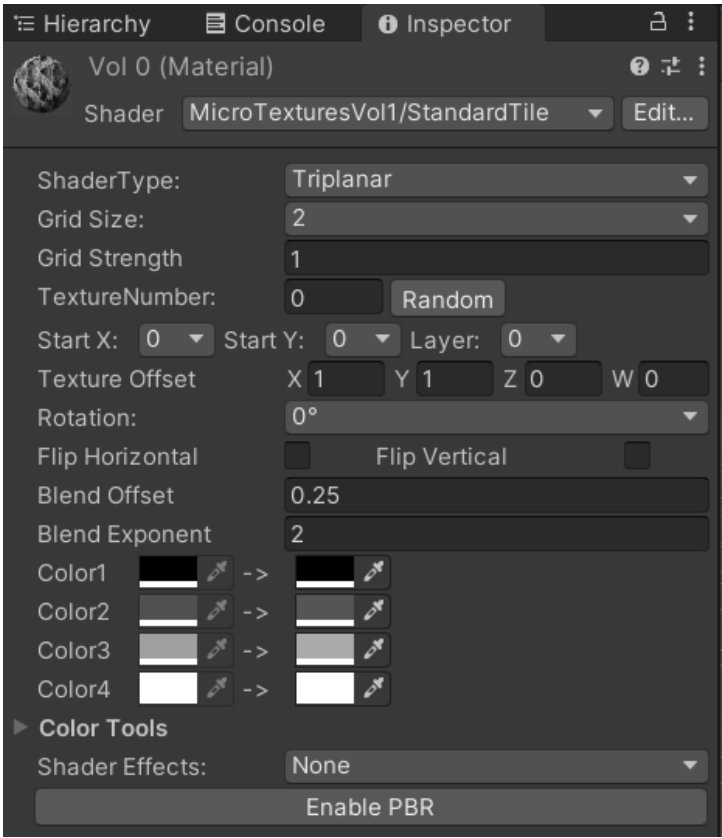 Hierarchy Console Inspector
Vol 0 (Material)
Shader MicroTexturesVol1/StandardTile Edit...
ShaderType: Triplanar
Grid Size: 2
Grid Strength 1
TextureNumber: 0 Random
Start X: 0 Start Y: 0 Layer: 0
Texture Offset X 1 Y 1 Z 0 W 0
Rotation: 0°
Flip Horizontal Flip Vertical
Blend Offset 0.25
Blend Exponent 2
Color1 ->
Color2 ->
Color3 ->
Color4 ->
Color Tools
Shader Effects: None
Enable PBR